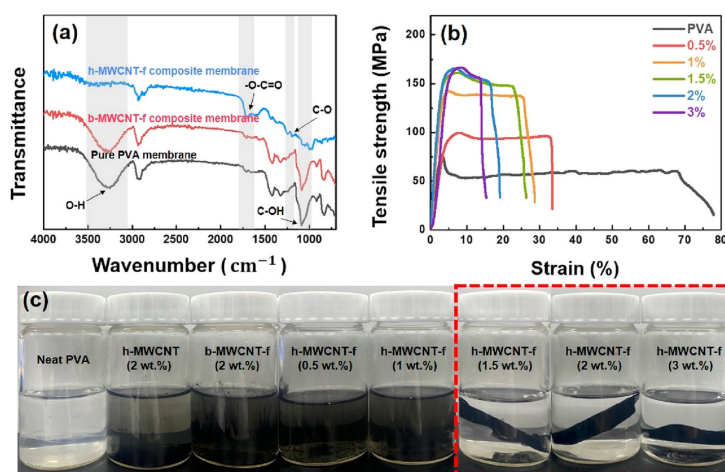 (a)
h-MWCNT-f composite membrane
-O-C=O
C-O
b-MWCNT-f composite membrane
Pure PVA membrane
O-H
C-OH
Transmittance
4000 3500 3000 2500 2000 1500 1000
Wavenumber ( cm⁻¹)
(b)
PVA
0.5%
1%
1.5%
2%
3%
Tensile strength (MPa)
200
150
100
50
0
0 10 20 30 40 50 60 70 80
Strain (%)
(c)
Neat PVA
h-MWCNT
(2 wt.%)
b-MWCNT-f
(2 wt.%)
h-MWCNT-f
(0.5 wt.%)
h-MWCNT-f
(1 wt.%)
h-MWCNT-f
(1.5 wt.%)
h-MWCNT-f
(2 wt.%)
h-MWCNT-f
(3 wt.%)